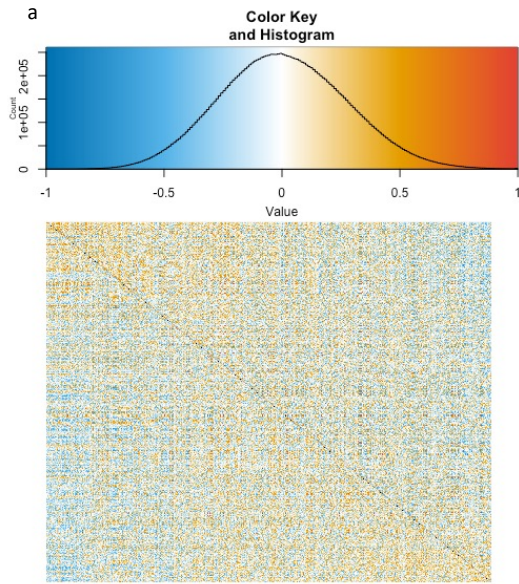 a
Color Key
and Histogram
Count
0
1e+05
2e+05
-1
-0.5
0
0.5
1
Value